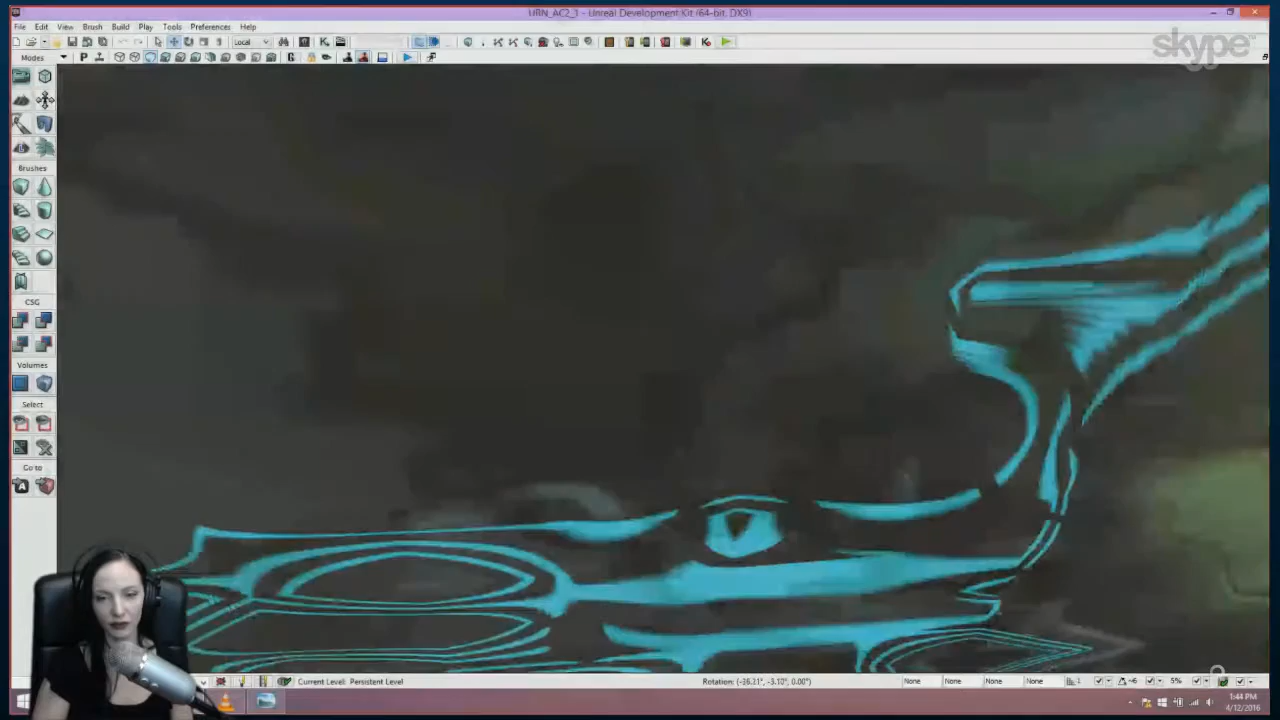 URN_AC2_1 - Unreal Development Kit (64-bit, DX9)
File Edit View Brush Build Play Tools Preferences Help
Local
skype
Modes
Brushes
CSG
Volumes
Select
Go to
Current Level: Persistent Level
None None None None
5%
1:44 PM
4/12/2016